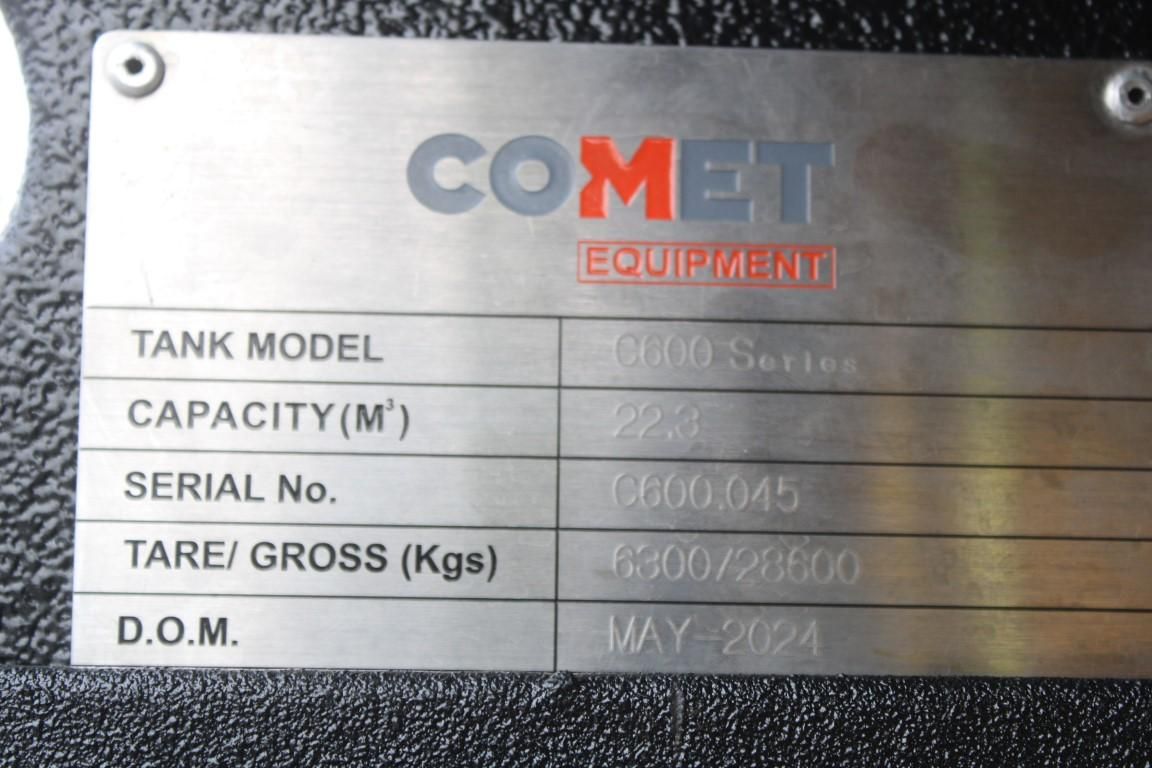 COMET
EQUIPMENT
TANK MODEL C600 Series
CAPACITY(M³) 22.3
SERIAL No. C600.045
TARE/ GROSS (Kgs) 6300/28600
D.O.M. MAY-2024